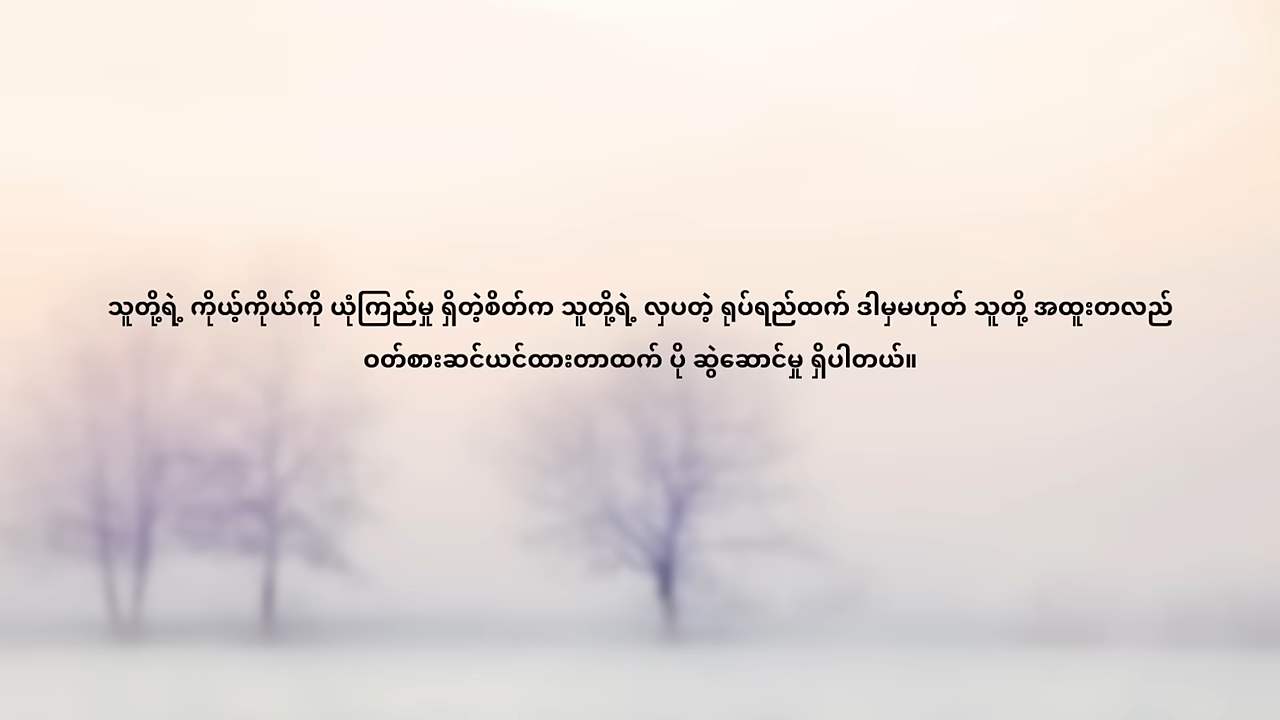 သူတို့ရဲ့ ကိုယ့်ကိုယ်ကို ယုံကြည်မှု ရှိတဲ့စိတ်က သူတို့ရဲ့ လှပတဲ့ ရုပ်ရည်ထက် ဒါမှမဟုတ် သူတို့ အထူးတလည်
ဝတ်စားဆင်ယင်ထားတာထက် ပို ဆွဲဆောင်မှု ရှိပါတယ်။